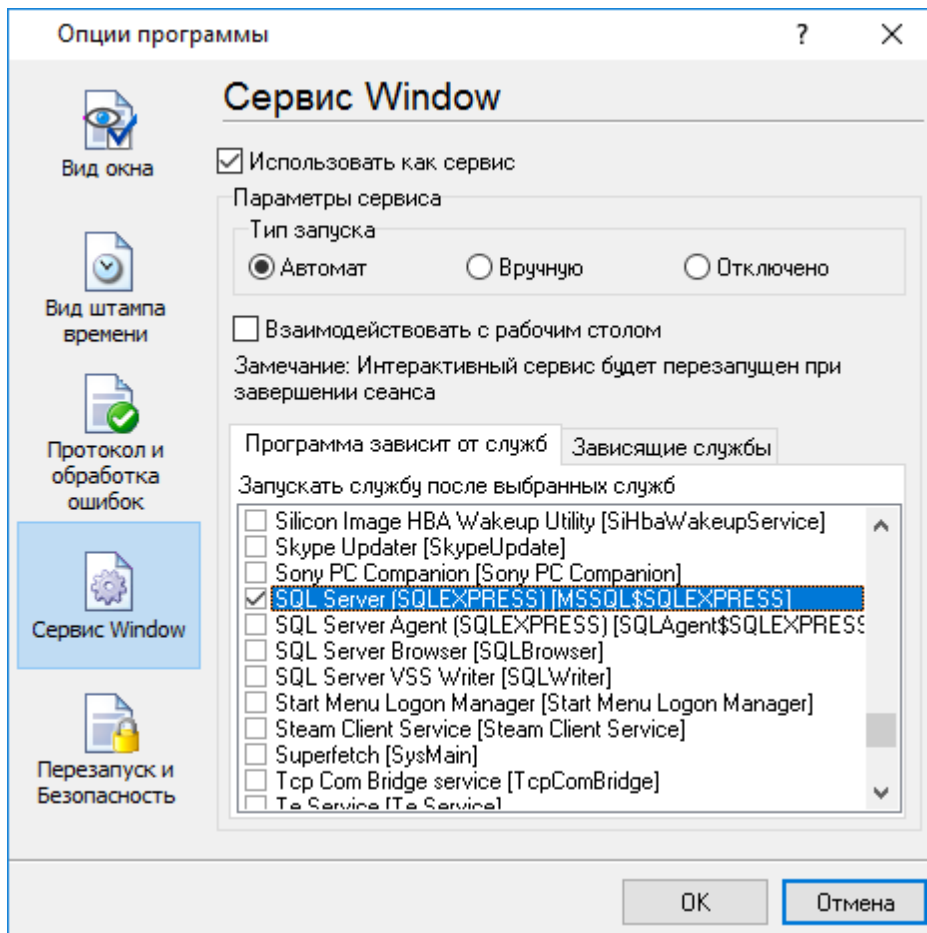 Опции программы
?
Сервис Window
Вид окна
Использовать как сервис
Параметры сервиса
Тип запуска
Автомат
Вручную
Отключено
Вид штампа
времени
Взаимодействовать с рабочим столом
Замечание: Интерактивный сервис будет перезапущен при
завершении сеанса
Протокол и
обработка
ошибок
Программа зависит от служб
Зависящие службы
Запускать службу после выбранных служб
Silicon Image HBA Wakeup Utility [SiHbaWakeupService]
Skype Updater [SkypeUpdate]
Sony PC Companion [Sony PC Companion]
SQL Server (SQLEXPRESS) [MSSQL$SQLEXPRESS]
SQL Server Agent (SQLEXPRESS) [SQLAgent$SQLEXPRESS
SQL Server Browser [SQLBrowser]
SQL Server VSS Writer [SQLWriter]
Start Menu Logon Manager [Start Menu Logon Manager]
Steam Client Service [Steam Client Service]
Superfetch [SysMain]
Tcp Com Bridge service [TcpComBridge]
Te.Service [Te.Service]
Сервис Window
Перезапуск и
Безопасность
OK
Отмена